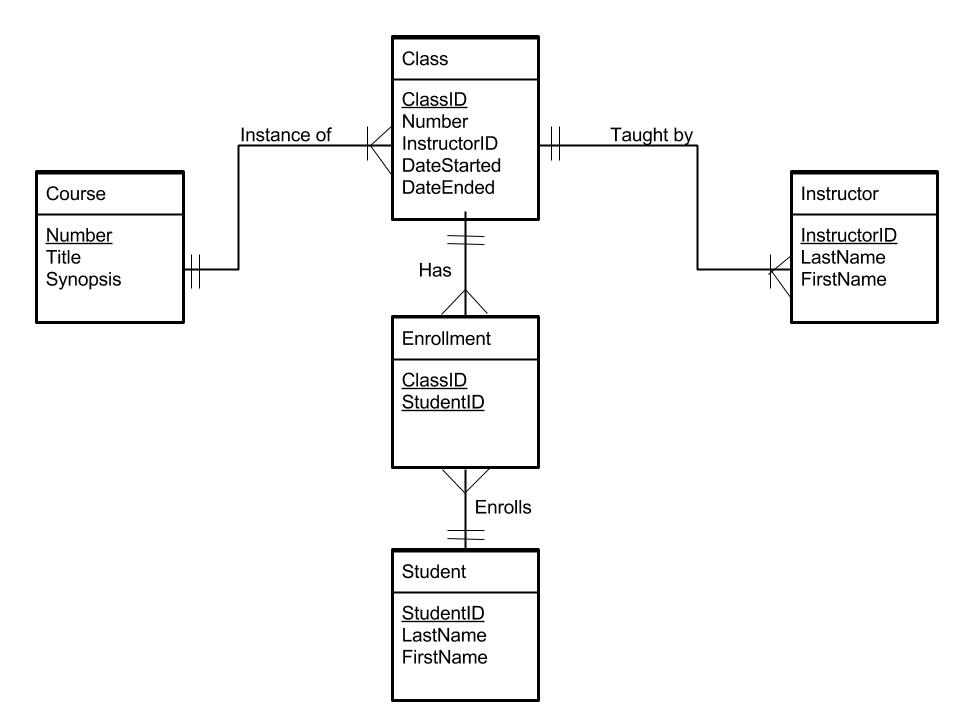 Class
ClassID
Number
InstructorID
DateStarted
DateEnded
Instance of
Taught by
Course
Number
Title
Synopsis
Instructor
InstructorID
LastName
FirstName
Has
Enrollment
ClassID
StudentID
Enrolls
Student
StudentID
LastName
FirstName